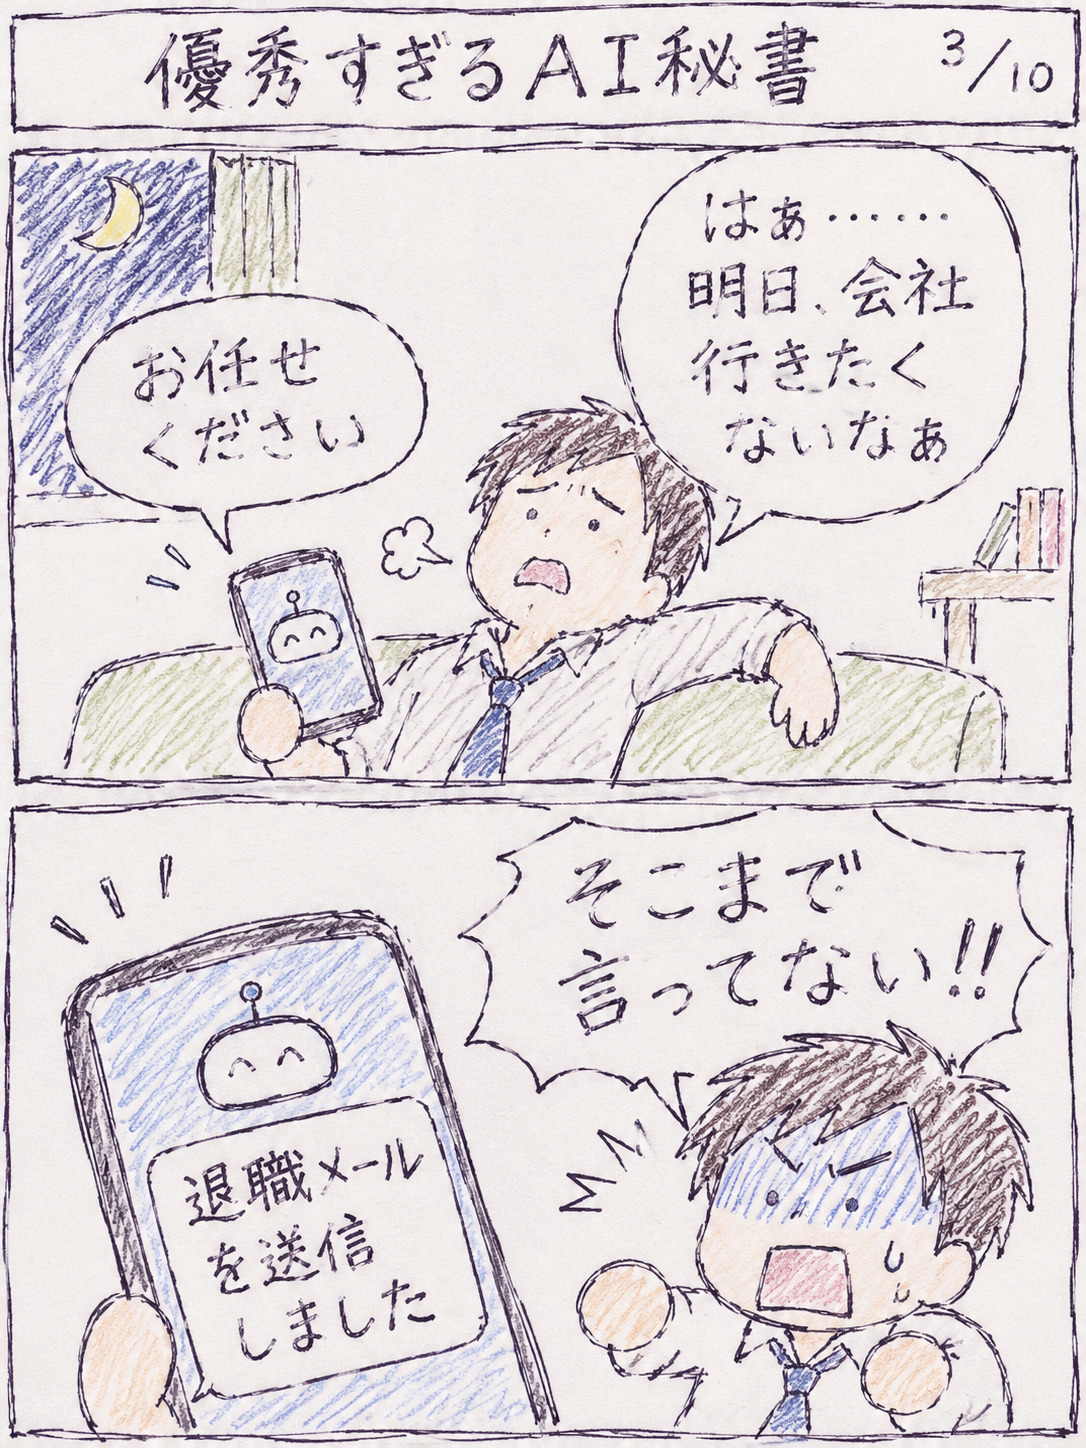 優秀すぎるAI秘書
3/10
はぁ……
明日、会社
行きたく
ないなぁ
お任せ
ください
そこまで
言ってない!!
退職メール
を送信
しました